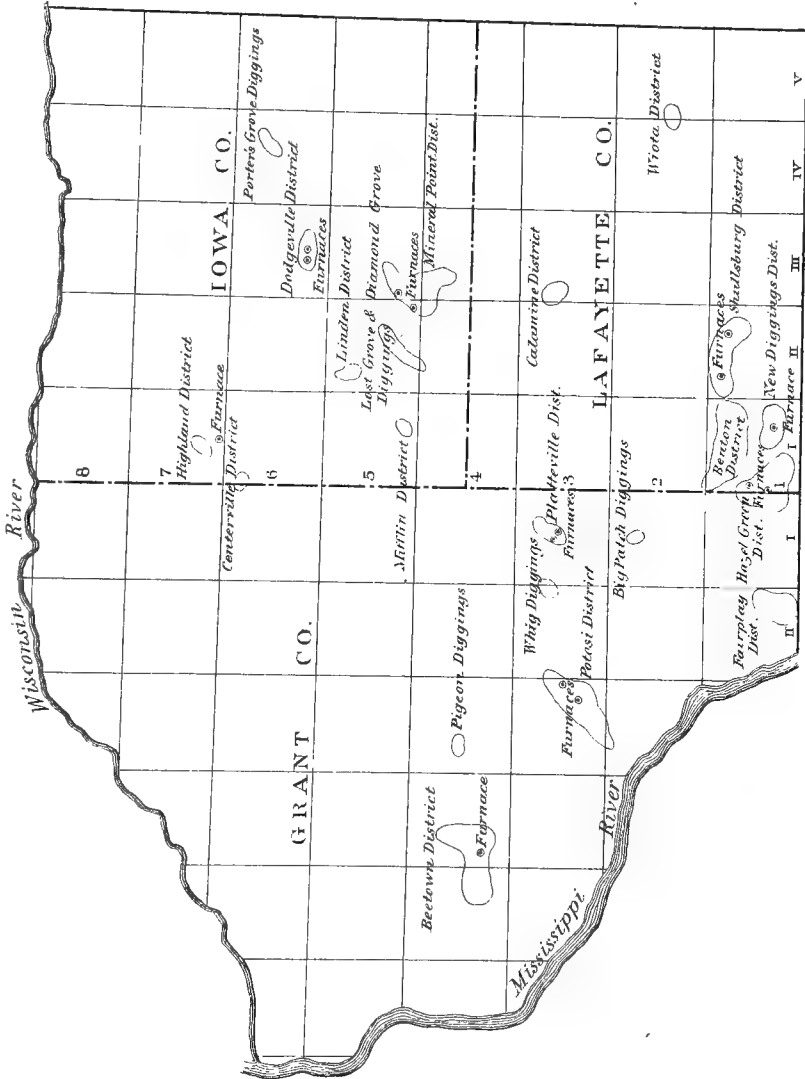 Wisconsin River
Mississippi River
GRANT CO.
IOWA CO.
LAFAYETTE CO.
Porter's Grove Diggings
Dodgeville District
Furnaces
Highland District
Furnace
Centerville District
Linden District
Lost Grove & Diamond Grove
Diggings
Furnaces
Mineral Point Dist.
Mifflin District
Calamine District
Wiota District
Pigeon Diggings
Beetown District
Furnace
Whig Diggings
Platteville Dist.
Furnaces
Potosi District
Furnaces
Big Patch Diggings
Benton
District
Furnaces
Shullsburg District
New Diggings Dist.
Furnace
Hazel Green
Dist. Furnaces
Fairplay
Dist.
8
7
6
5
4
3
2
1
II
I
I
II
III
IV
V